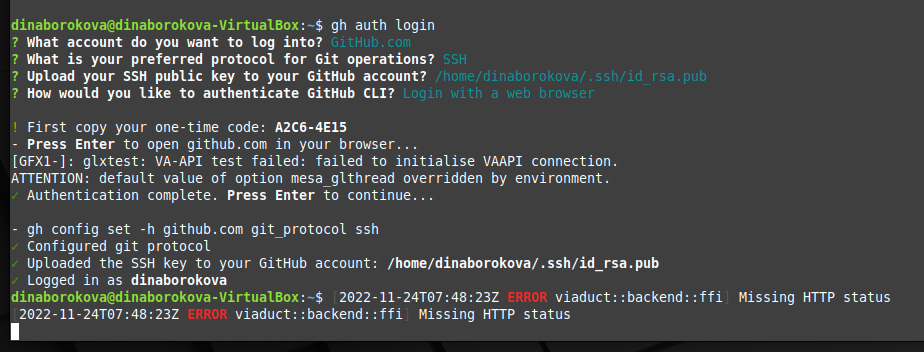 dinaborokova@dinaborokova-VirtualBox:~$ gh auth login
? What account do you want to log into? GitHub.com
? What is your preferred protocol for Git operations? SSH
? Upload your SSH public key to your GitHub account? /home/dinaborokova/.ssh/id_rsa.pub
? How would you like to authenticate GitHub CLI? Login with a web browser
! First copy your one-time code: A2C6-4E15
- Press Enter to open github.com in your browser...
[GFX1-]: glxtest: VA-API test failed: failed to initialise VAAPI connection.
ATTENTION: default value of option mesa_glthread overridden by environment.
✓ Authentication complete. Press Enter to continue...
- gh config set -h github.com git_protocol ssh
✓ Configured git protocol
✓ Uploaded the SSH key to your GitHub account: /home/dinaborokova/.ssh/id_rsa.pub
✓ Logged in as dinaborokova
dinaborokova@dinaborokova-VirtualBox:~$ [2022-11-24T07:48:23Z ERROR viaduct::backend::ffi] Missing HTTP status
[2022-11-24T07:48:23Z ERROR viaduct::backend::ffi] Missing HTTP status